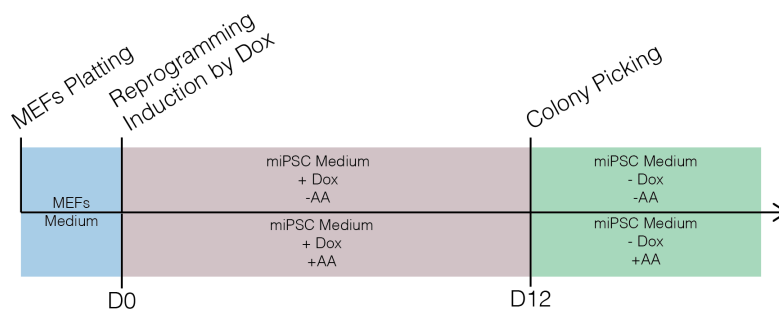 MEFs Platting
Reprogramming
Induction by Dox
Colony Picking
MEFs
Medium
miPSC Medium
+ Dox
-AA
miPSC Medium
+ Dox
+AA
miPSC Medium
- Dox
-AA
miPSC Medium
- Dox
+AA
D0
D12